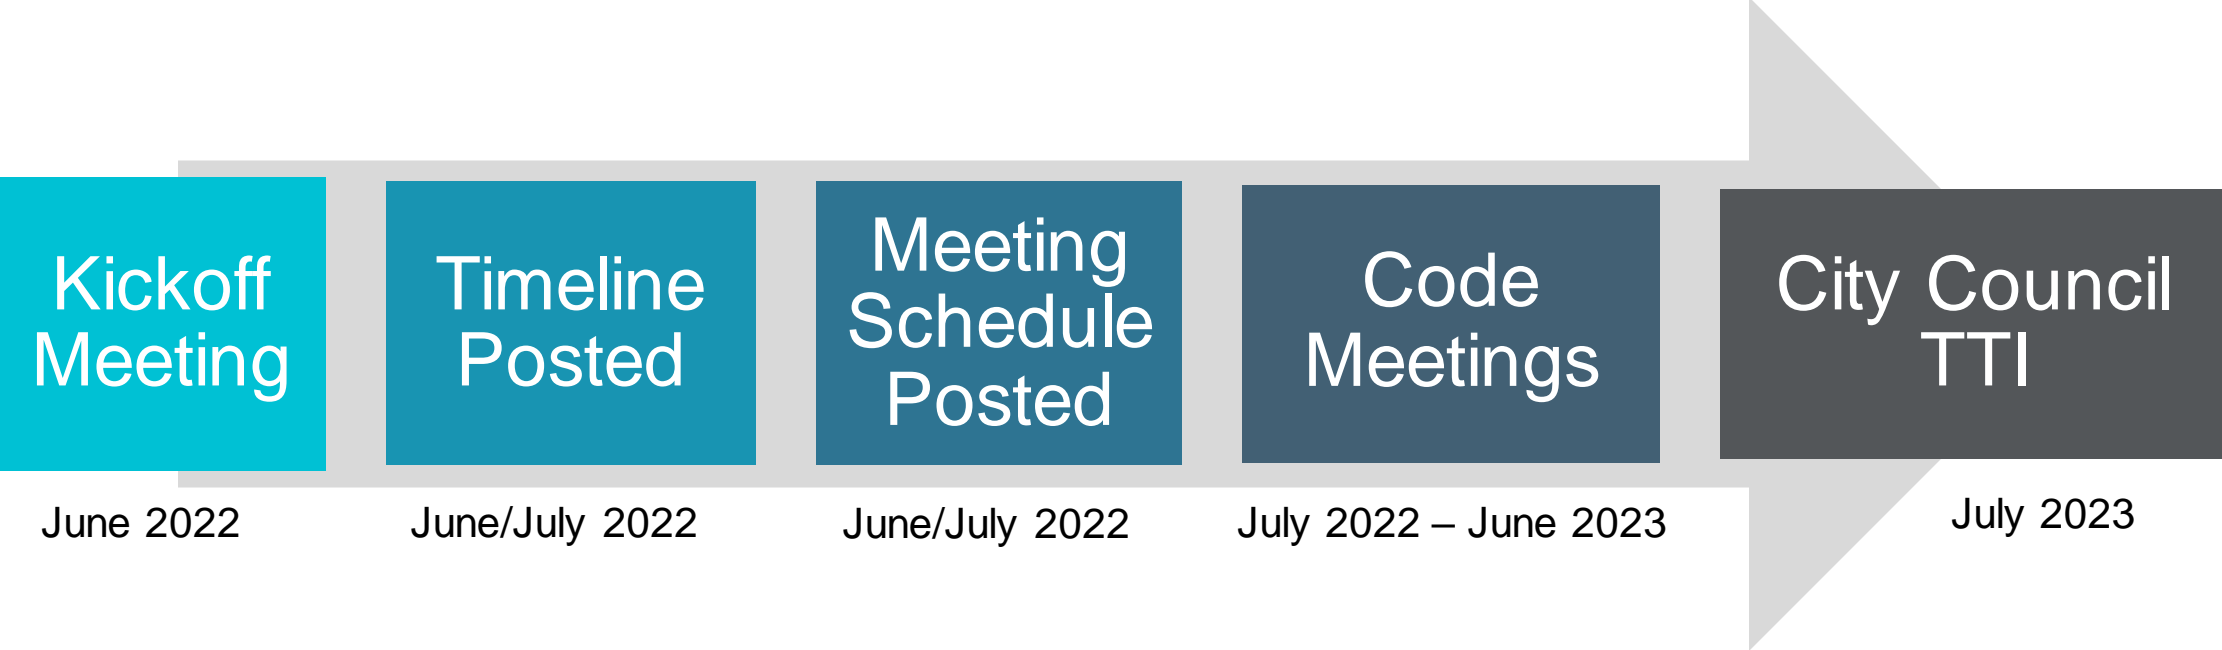 Kickoff
Meeting
Timeline
Posted
Meeting
Schedule
Posted
Code
Meetings
City Council
TTI
June 2022
June/July 2022
June/July 2022
July 2022 – June 2023
July 2023